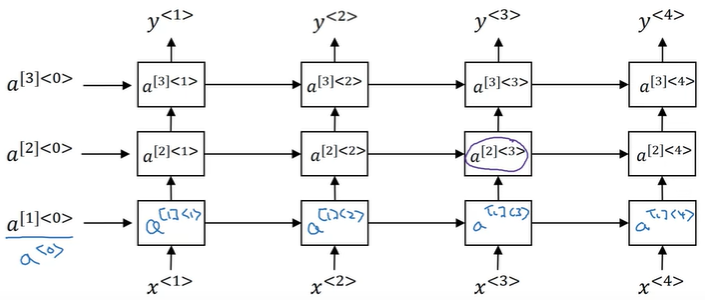 y<1> y<2> y<3> y<4>
a[3]<0> a[3]<1> a[3]<2> a[3]<3> a[3]<4>
a[2]<0> a[2]<1> a[2]<2> a[2]<3> a[2]<4>
a[1]<0> a[1]<1> a[1]<2> a[1]<3> a[1]<4>
a<0>
x<1> x<2> x<3> x<4>